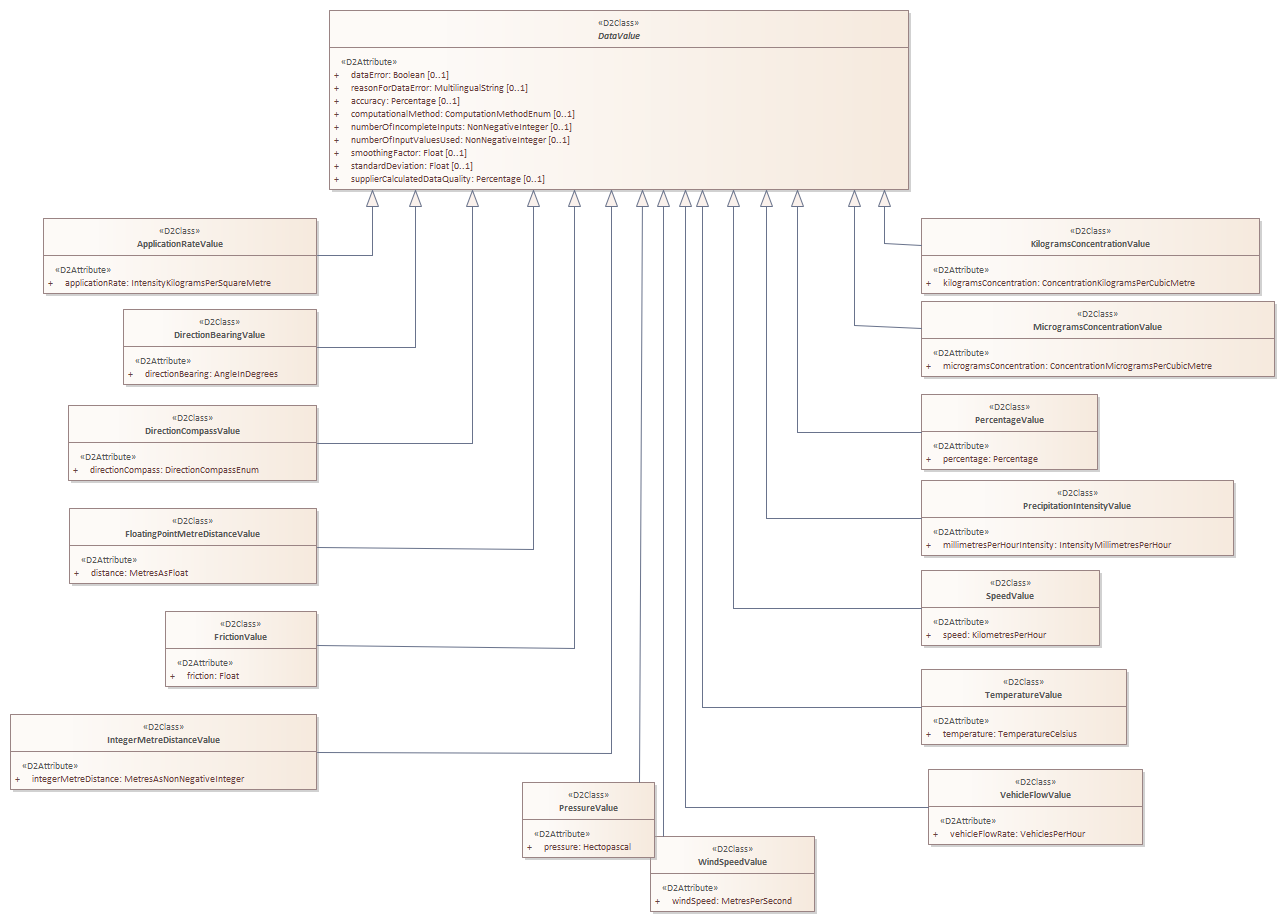 «D2Class»
DataValue
«D2Attribute»
+ dataError: Boolean [0..1]
+ reasonForDataError: MultilingualString [0..1]
+ accuracy: Percentage [0..1]
+ computationalMethod: ComputationMethodEnum [0..1]
+ numberOfIncompleteInputs: NonNegativeInteger [0..1]
+ numberOfInputValuesUsed: NonNegativeInteger [0..1]
+ smoothingFactor: Float [0..1]
+ standardDeviation: Float [0..1]
+ supplierCalculatedDataQuality: Percentage [0..1]
«D2Class»
ApplicationRateValue
«D2Attribute»
+ applicationRate: IntensityKilogramsPerSquareMetre
«D2Class»
DirectionBearingValue
«D2Attribute»
+ directionBearing: AngleInDegrees
«D2Class»
DirectionCompassValue
«D2Attribute»
+ directionCompass: DirectionCompassEnum
«D2Class»
FloatingPointMetreDistanceValue
«D2Attribute»
+ distance: MetresAsFloat
«D2Class»
FrictionValue
«D2Attribute»
+ friction: Float
«D2Class»
IntegerMetreDistanceValue
«D2Attribute»
+ integerMetreDistance: MetresAsNonNegativeInteger
«D2Class»
PressureValue
«D2Attribute»
+ pressure: Hectopascal
«D2Class»
WindSpeedValue
«D2Attribute»
+ windSpeed: MetresPerSecond
«D2Class»
KilogramsConcentrationValue
«D2Attribute»
+ kilogramsConcentration: ConcentrationKilogramsPerCubicMetre
«D2Class»
MicrogramsConcentrationValue
«D2Attribute»
+ microgramsConcentration: ConcentrationMicrogramsPerCubicMetre
«D2Class»
PercentageValue
«D2Attribute»
+ percentage: Percentage
«D2Class»
PrecipitationIntensityValue
«D2Attribute»
+ millimetresPerHourIntensity: IntensityMillimetresPerHour
«D2Class»
SpeedValue
«D2Attribute»
+ speed: KilometresPerHour
«D2Class»
TemperatureValue
«D2Attribute»
+ temperature: TemperatureCelsius
«D2Class»
VehicleFlowValue
«D2Attribute»
+ vehicleFlowRate: VehiclesPerHour